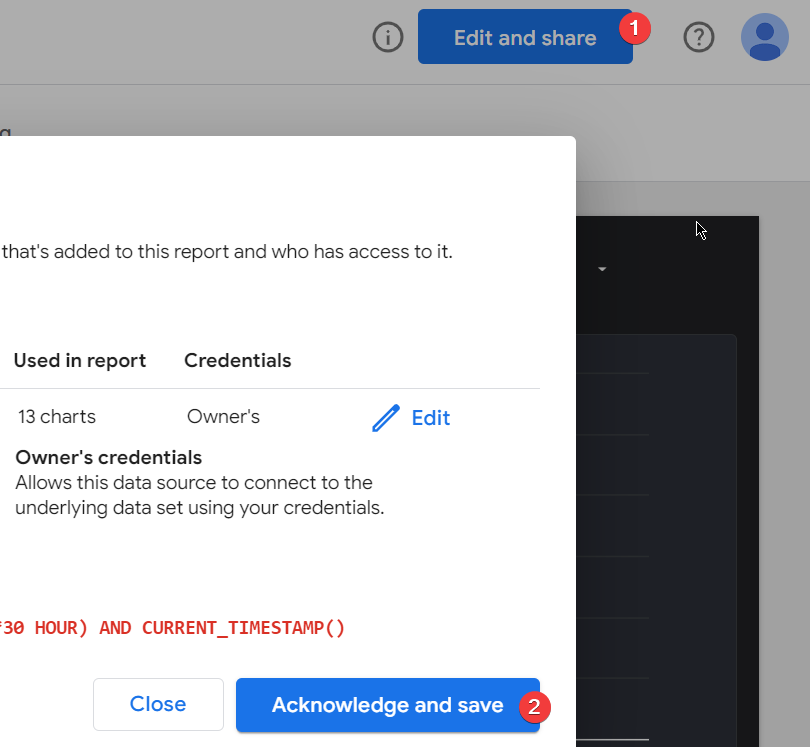 Edit and share
1
that's added to this report and who has access to it.
Used in report Credentials
13 charts Owner's Edit
Owner's credentials
Allows this data source to connect to the
underlying data set using your credentials.
30 HOUR) AND CURRENT_TIMESTAMP()
Close Acknowledge and save 2